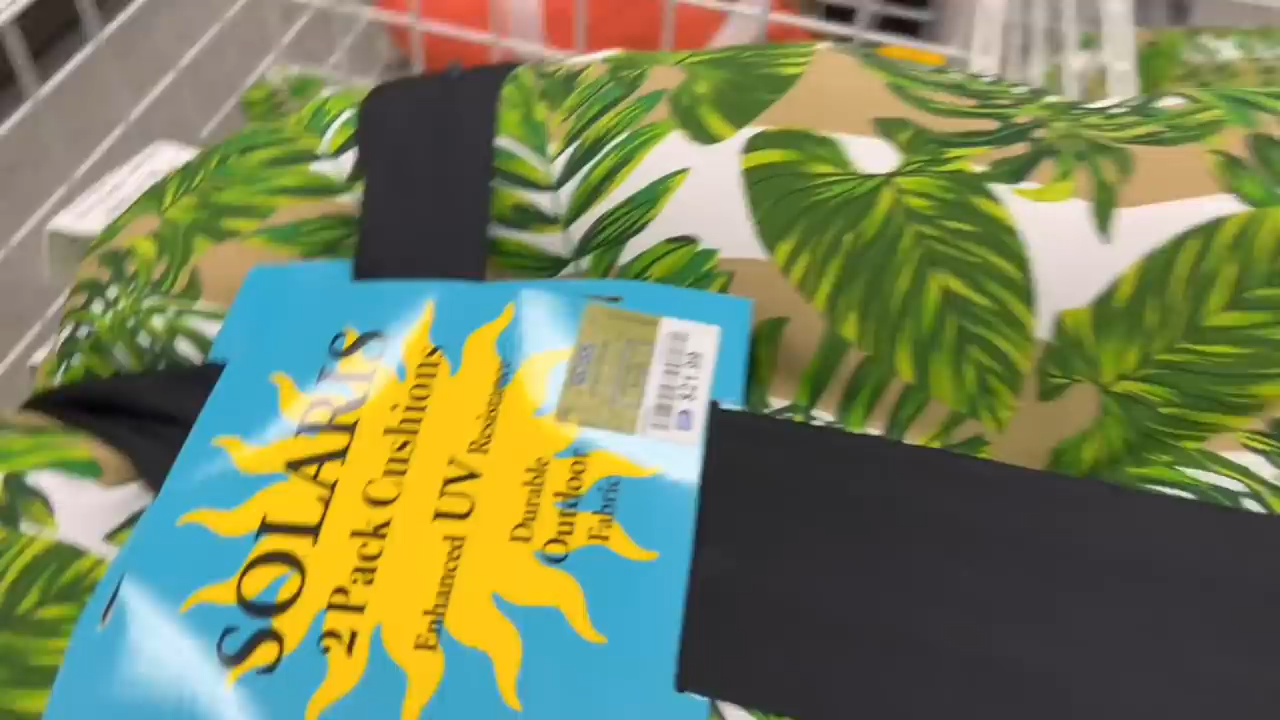 SOLARIS
2 Pack Cushions
Enhanced UV Resistance
Durable
Outdoor
Fabric